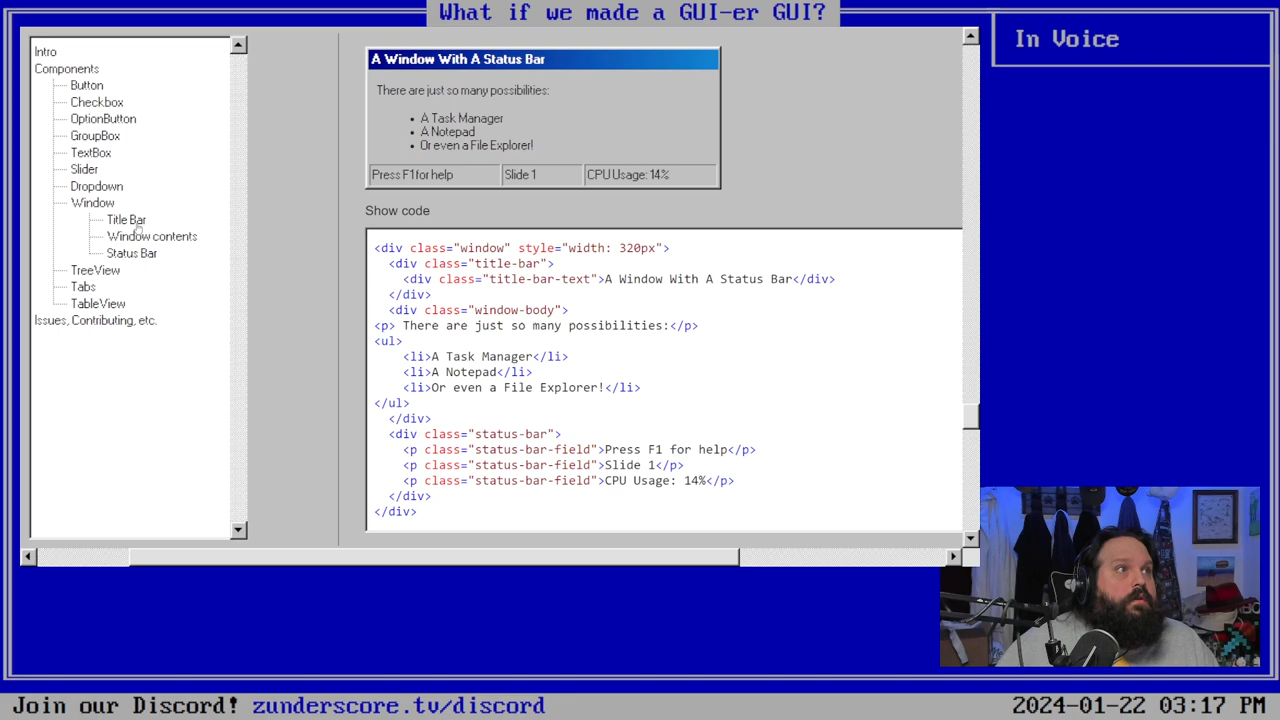 What if we made a GUI-er GUI?
In Voice
Intro
Components
Button
Checkbox
OptionButton
GroupBox
TextBox
Slider
Dropdown
Window
Title Bar
Window contents
Status Bar
TreeView
Tabs
TableView
Issues, Contributing, etc.
A Window With A Status Bar
There are just so many possibilities:
• A Task Manager
• A Notepad
• Or even a File Explorer!
Press F1 for help
Slide 1
CPU Usage: 14%
Show code
<div class="window" style="width: 320px">
  <div class="title-bar">
    <div class="title-bar-text">A Window With A Status Bar</div>
  </div>
  <div class="window-body">
<p> There are just so many possibilities:</p>
<ul>
    <li>A Task Manager</li>
    <li>A Notepad</li>
    <li>Or even a File Explorer!</li>
</ul>
  </div>
  <div class="status-bar">
    <p class="status-bar-field">Press F1 for help</p>
    <p class="status-bar-field">Slide 1</p>
    <p class="status-bar-field">CPU Usage: 14%</p>
  </div>
</div>
Join our Discord! zunderscore.tv/discord
2024-01-22 03:17 PM